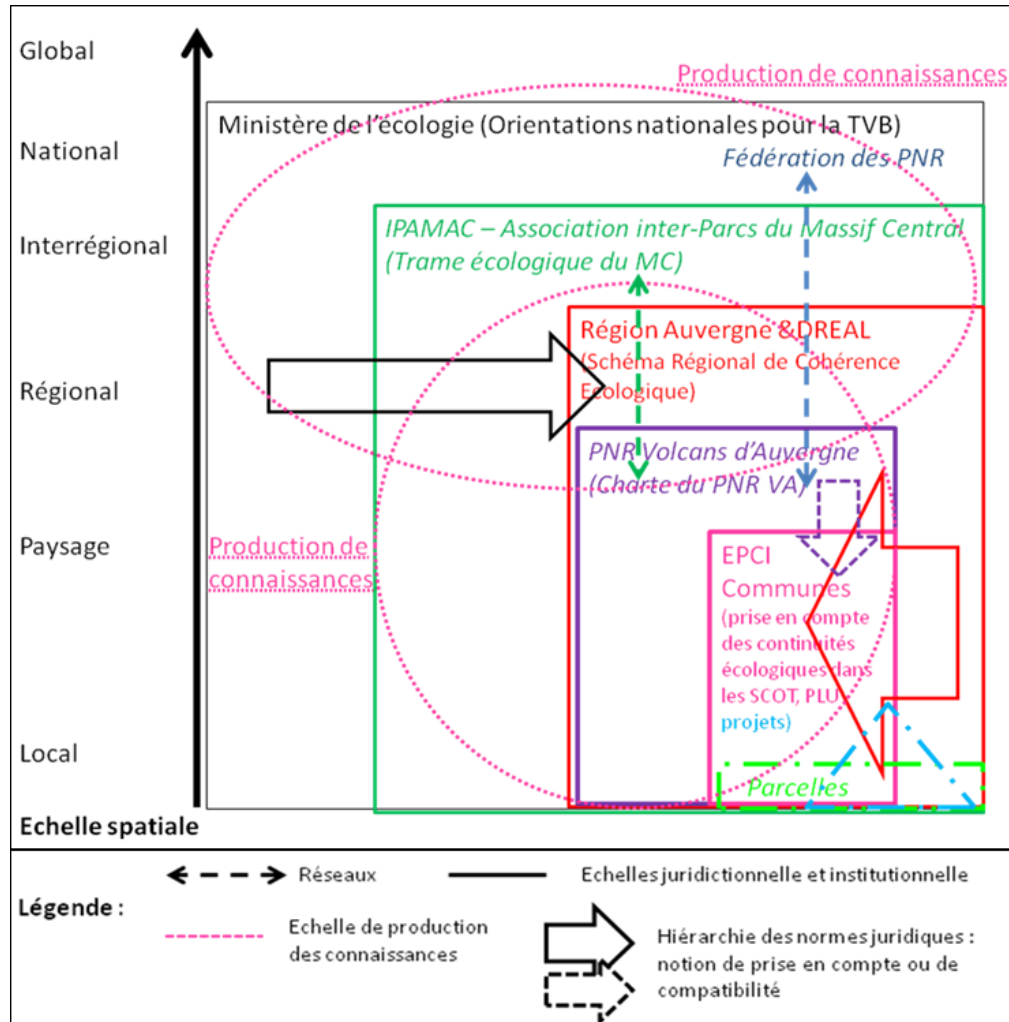 Global
Production de connaissances
Ministère de l'écologie (Orientations nationales pour la TVB)
National
Fédération des PNR
Interrégional
IPAMAC – Association inter-Parcs du Massif Central
(Trame écologique du MC)
Région Auvergne &DREAL
(Schéma Régional de Cohérence
Ecologique)
Régional
PNR Volcans d'Auvergne
(Charte du PNR VA)
Paysage
Production de
connaissances
EPCI
Communes
(prise en compte
des continuités
écologiques dans
les SCOT, PLU
projets)
Local
Parcelles
Echelle spatiale
Légende :
Réseaux
Echelles juridictionnelle et institutionnelle
Echelle de production
des connaissances
Hiérarchie des normes juridiques :
notion de prise en compte ou de
compatibilité